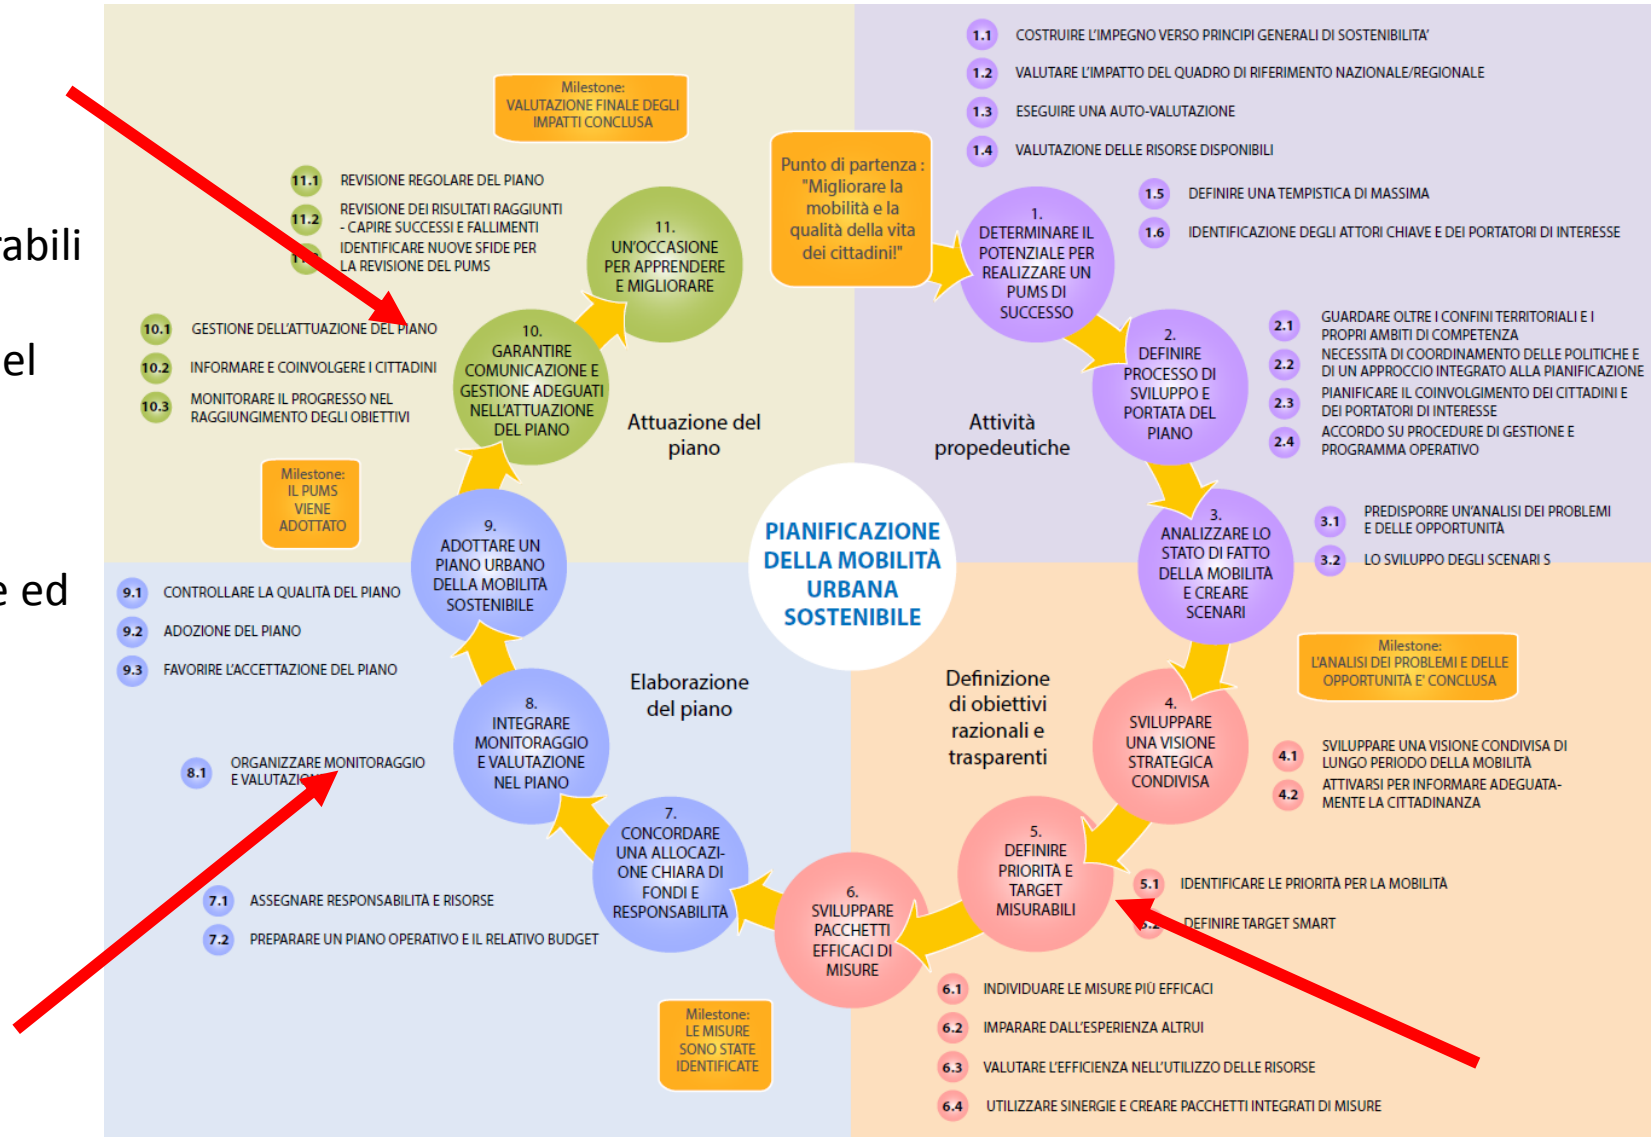 rabili
el
e ed
Milestone:
VALUTAZIONE FINALE DEGLI
IMPATTI CONCLUSA
11.1 REVISIONE REGOLARE DEL PIANO
11.2 REVISIONE DEI RISULTATI RAGGIUNTI
- CAPIRE SUCCESSI E FALLIMENTI
IDENTIFICARE NUOVE SFIDE PER
LA REVISIONE DEL PUMS
11.
UN'OCCASIONE
PER APPRENDERE
E MIGLIORARE
10.1 GESTIONE DELL'ATTUAZIONE DEL PIANO
10.2 INFORMARE E COINVOLGERE I CITTADINI
10.3 MONITORARE IL PROGRESSO NEL
RAGGIUNGIMENTO DEGLI OBIETTIVI
10.
GARANTIRE
COMUNICAZIONE E
GESTIONE ADEGUATI
NELL'ATTUAZIONE
DEL PIANO
Attuazione del
piano
Milestone:
IL PUMS
VIENE
ADOTTATO
Punto di partenza :
"Migliorare la
mobilità e la
qualità della vita
dei cittadini!"
1.1 COSTRUIRE L'IMPEGNO VERSO PRINCIPI GENERALI DI SOSTENIBILITA'
1.2 VALUTARE L'IMPATTO DEL QUADRO DI RIFERIMENTO NAZIONALE/REGIONALE
1.3 ESEGUIRE UNA AUTO-VALUTAZIONE
1.4 VALUTAZIONE DELLE RISORSE DISPONIBILI
1.5 DEFINIRE UNA TEMPISTICA DI MASSIMA
1.6 IDENTIFICAZIONE DEGLI ATTORI CHIAVE E DEI PORTATORI DI INTERESSE
1.
DETERMINARE IL
POTENZIALE PER
REALIZZARE UN
PUMS DI
SUCCESSO
2.
DEFINIRE
PROCESSO DI
SVILUPPO E
PORTATA DEL
PIANO
2.1 GUARDARE OLTRE I CONFINI TERRITORIALI E I
PROPRI AMBITI DI COMPETENZA
2.2 NECESSITÀ DI COORDINAMENTO DELLE POLITICHE E
DI UN APPROCCIO INTEGRATO ALLA PIANIFICAZIONE
2.3 PIANIFICARE IL COINVOLGIMENTO DEI CITTADINI E
DEI PORTATORI DI INTERESSE
2.4 ACCORDO SU PROCEDURE DI GESTIONE E
PROGRAMMA OPERATIVO
Attività
propedeutiche
3.
ANALIZZARE LO
STATO DI FATTO
DELLA MOBILITÀ
E CREARE
SCENARI
3.1 PREDISPORRE UN'ANALISI DEI PROBLEMI
E DELLE OPPORTUNITÀ
3.2 LO SVILUPPO DEGLI SCENARI S
PIANIFICAZIONE
DELLA MOBILITÀ
URBANA
SOSTENIBILE
9.
ADOTTARE UN
PIANO URBANO
DELLA MOBILITÀ
SOSTENIBILE
9.1 CONTROLLARE LA QUALITÀ DEL PIANO
9.2 ADOZIONE DEL PIANO
9.3 FAVORIRE L'ACCETTAZIONE DEL PIANO
Elaborazione
del piano
8.
INTEGRARE
MONITORAGGIO
E VALUTAZIONE
NEL PIANO
8.1 ORGANIZZARE MONITORAGGIO
E VALUTAZION
7.
CONCORDARE
UNA ALLOCAZI-
ONE CHIARA DI
FONDI E
RESPONSABILITÀ
7.1 ASSEGNARE RESPONSABILITÀ E RISORSE
7.2 PREPARARE UN PIANO OPERATIVO E IL RELATIVO BUDGET
Milestone:
LE MISURE
SONO STATE
IDENTIFICATE
Definizione
di obiettivi
razionali e
trasparenti
Milestone:
L'ANALISI DEI PROBLEMI E DELLE
OPPORTUNITÀ E' CONCLUSA
4.
SVILUPPARE
UNA VISIONE
STRATEGICA
CONDIVISA
4.1 SVILUPPARE UNA VISIONE CONDIVISA DI
LUNGO PERIODO DELLA MOBILITÀ
4.2 ATTIVARSI PER INFORMARE ADEGUATA-
MENTE LA CITTADINANZA
5.
DEFINIRE
PRIORITÀ E
TARGET
MISURABILI
5.1 IDENTIFICARE LE PRIORITÀ PER LA MOBILITÀ
5.2 DEFINIRE TARGET SMART
6.
SVILUPPARE
PACCHETTI
EFFICACI DI
MISURE
6.1 INDIVIDUARE LE MISURE PIÙ EFFICACI
6.2 IMPARARE DALL'ESPERIENZA ALTRUI
6.3 VALUTARE L'EFFICIENZA NELL'UTILIZZO DELLE RISORSE
6.4 UTILIZZARE SINERGIE E CREARE PACCHETTI INTEGRATI DI MISURE